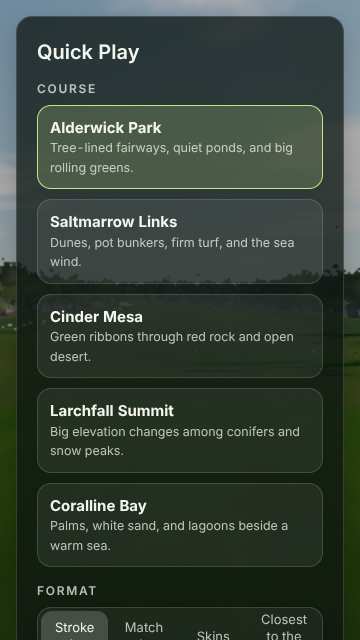 Quick Play
COURSE
Alderwick Park
Tree-lined fairways, quiet ponds, and big
rolling greens.
Saltmarrow Links
Dunes, pot bunkers, firm turf, and the sea
wind.
Cinder Mesa
Green ribbons through red rock and open
desert.
Larchfall Summit
Big elevation changes among conifers and
snow peaks.
Coralline Bay
Palms, white sand, and lagoons beside a
warm sea.
FORMAT
Stroke
Match
Skins
Closest
to the